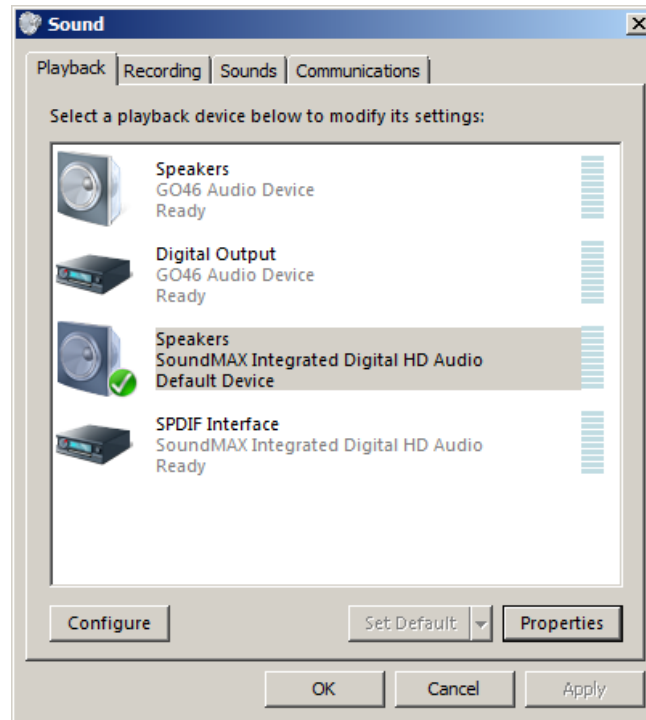 Sound
Playback Recording Sounds Communications
Select a playback device below to modify its settings:
Speakers
GO46 Audio Device
Ready
Digital Output
GO46 Audio Device
Ready
Speakers
SoundMAX Integrated Digital HD Audio
Default Device
SPDIF Interface
SoundMAX Integrated Digital HD Audio
Ready
Configure Set Default Properties
OK Cancel Apply